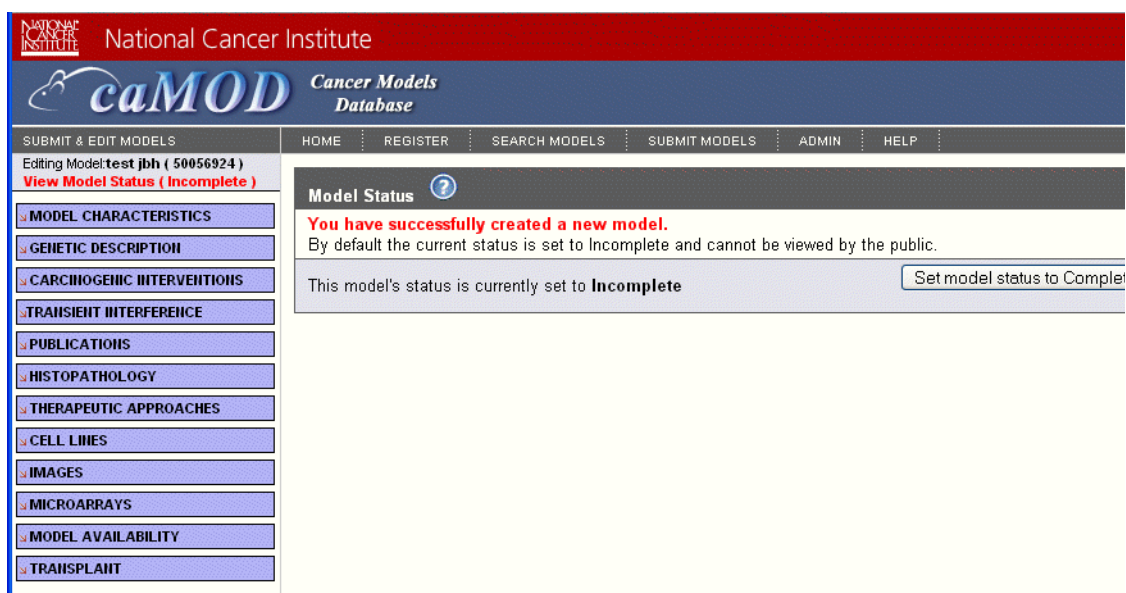 NATIONAL CANCER INSTITUTE
National Cancer Institute
caMOD
Cancer Models
Database
SUBMIT & EDIT MODELS
HOME REGISTER SEARCH MODELS SUBMIT MODELS ADMIN HELP
Editing Model:test jbh ( 50056924 )
View Model Status ( Incomplete )
Model Status ?
You have successfully created a new model.
By default the current status is set to Incomplete and cannot be viewed by the public.
This model's status is currently set to Incomplete
Set model status to Complet
MODEL CHARACTERISTICS
GENETIC DESCRIPTION
CARCINOGENIC INTERVENTIONS
TRANSIENT INTERFERENCE
PUBLICATIONS
HISTOPATHOLOGY
THERAPEUTIC APPROACHES
CELL LINES
IMAGES
MICROARRAYS
MODEL AVAILABILITY
TRANSPLANT